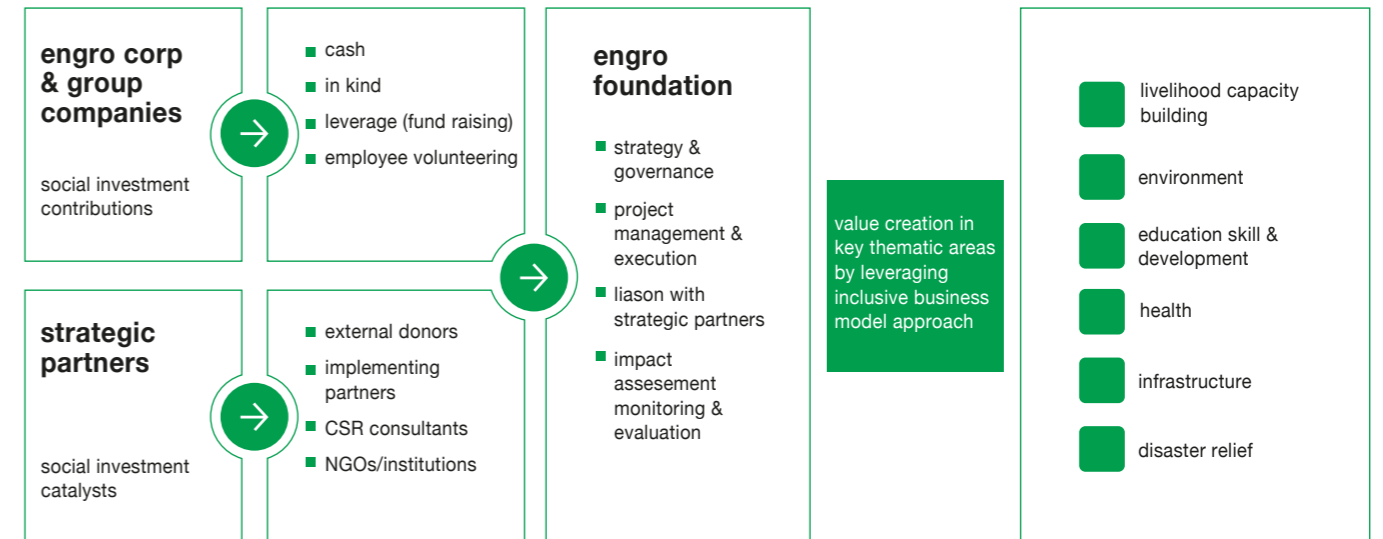 engro corp
& group
companies
social investment
contributions
cash
in kind
leverage (fund raising)
employee volunteering
strategic
partners
social investment
catalysts
external donors
implementing
partners
CSR consultants
NGOs/institutions
engro
foundation
strategy &
governance
project
management &
execution
liason with
strategic partners
impact
assesement
monitoring &
evaluation
value creation in
key thematic areas
by leveraging
inclusive business
model approach
livelihood capacity
building
environment
education skill &
development
health
infrastructure
disaster relief